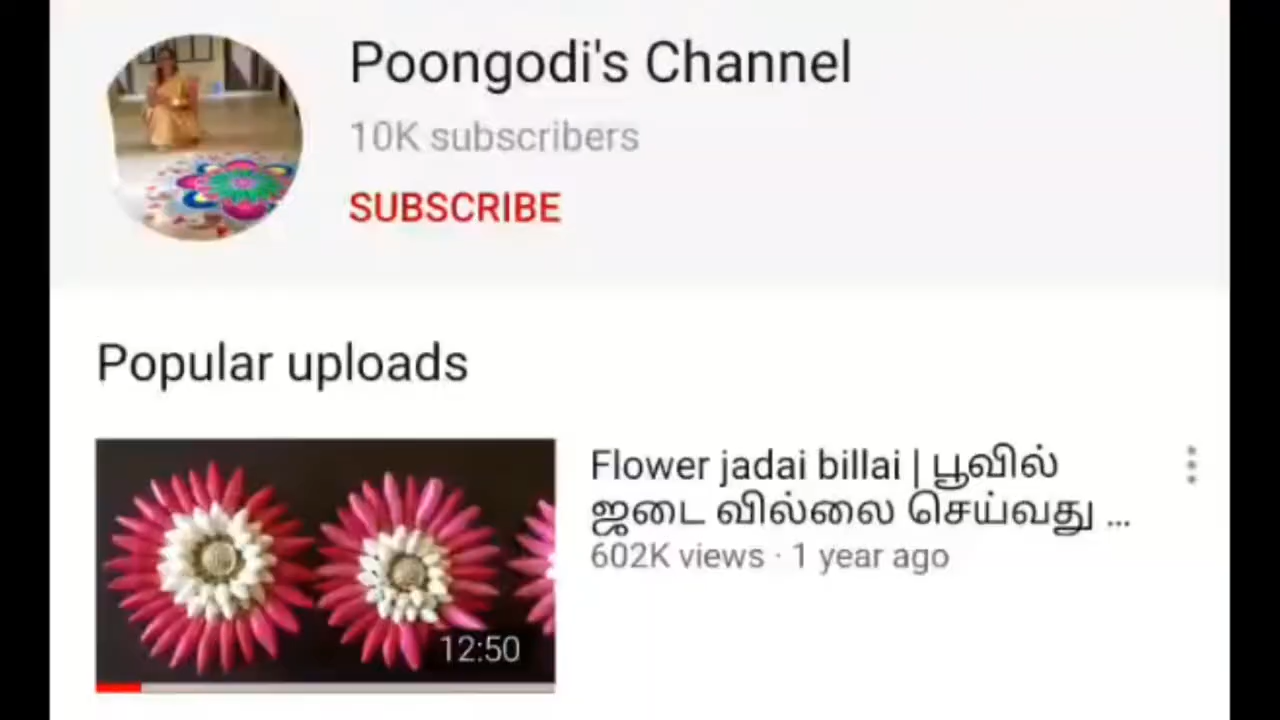 Poongodi's Channel
10K subscribers
SUBSCRIBE
Popular uploads
Flower jadai billai | பூவில்
ஜடை வில்லை செய்வது ...
602K views · 1 year ago
12:50